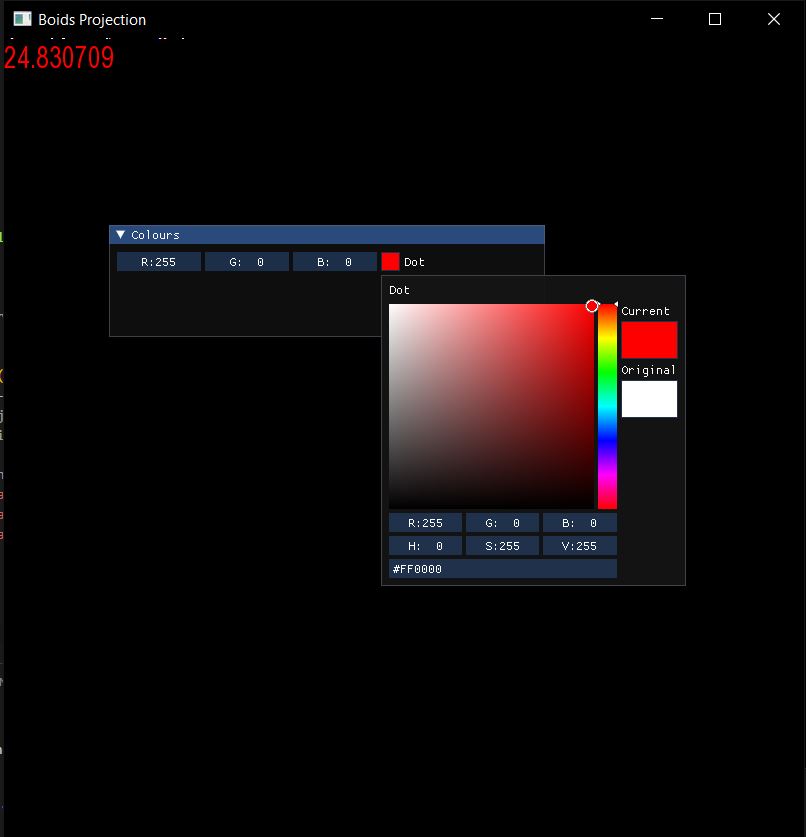 Boids Projection
24.830709
Colours
R:255 G: 0 B: 0 Dot
Dot
Current
Original
R:255 G: 0 B: 0
H: 0 S:255 V:255
#FF0000